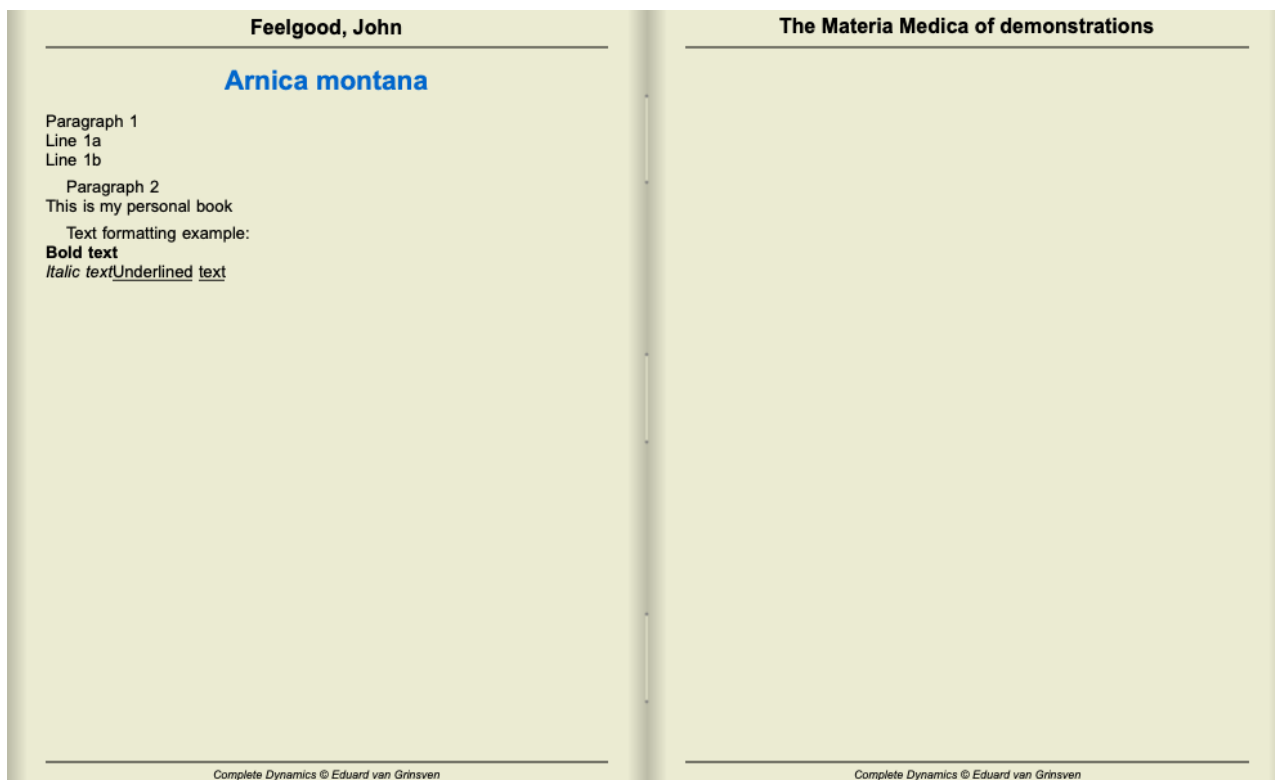 Feelgood, John
Arnica montana
Paragraph 1
Line 1a
Line 1b
Paragraph 2
This is my personal book
Text formatting example:
Bold text
Italic textUnderlined text
Complete Dynamics © Eduard van Grinsven
The Materia Medica of demonstrations
Complete Dynamics © Eduard van Grinsven